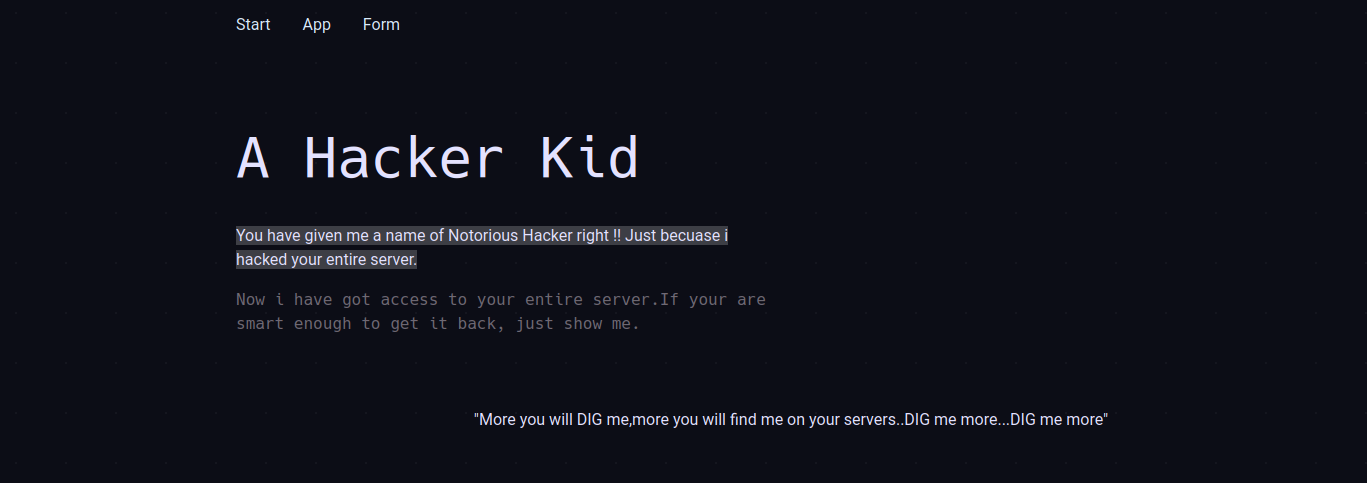 Start App Form
A Hacker Kid
You have given me a name of Notorious Hacker right !! Just becuase i
hacked your entire server.
Now i have got access to your entire server.If your are
smart enough to get it back, just show me.
"More you will DIG me,more you will find me on your servers..DIG me more...DIG me more"